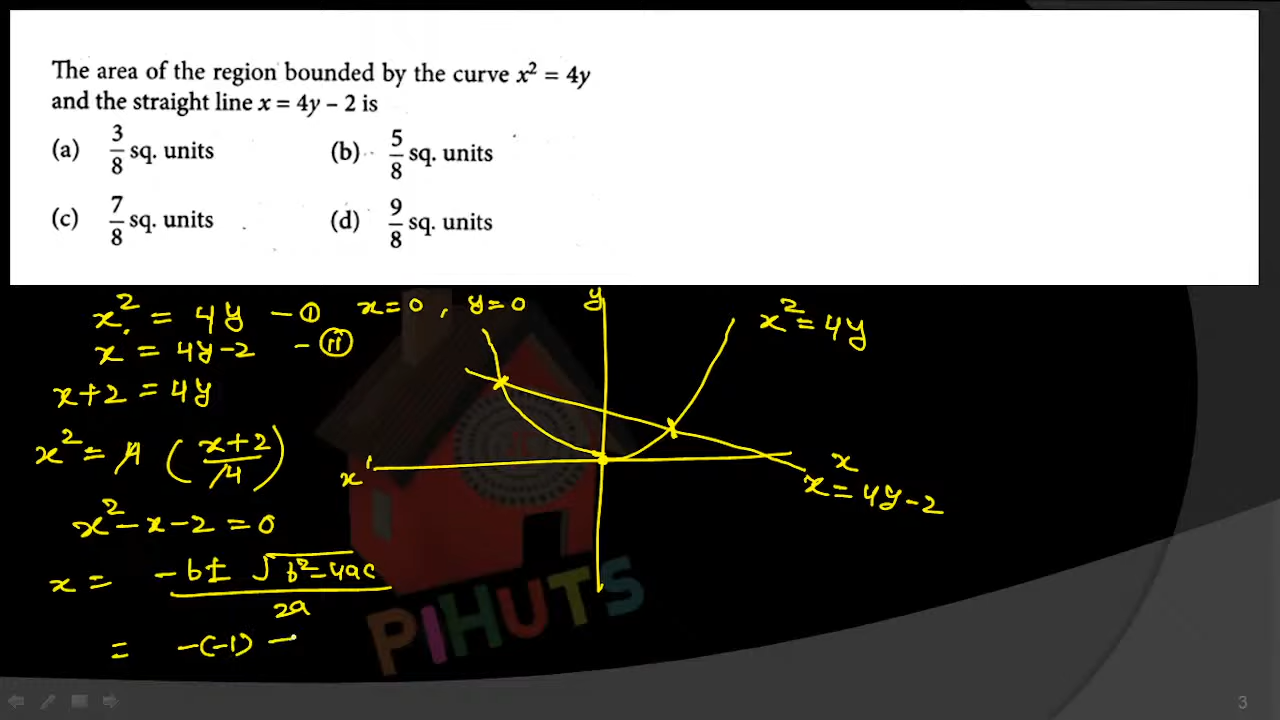 The area of the region bounded by the curve x² = 4y
and the straight line x = 4y – 2 is
(a) 3/8 sq. units (b) 5/8 sq. units
(c) 7/8 sq. units (d) 9/8 sq. units
x² = 4y – ① x=0, y=0
x = 4y-2 – ⓘⓘ
x+2 = 4y
x² = 4 (x+2/4)
x² - x - 2 = 0
x = -b ± √b²-4ac / 2a
= -(-1) –
y
x² = 4y
x'
x
x = 4y-2
PIHUTS
3